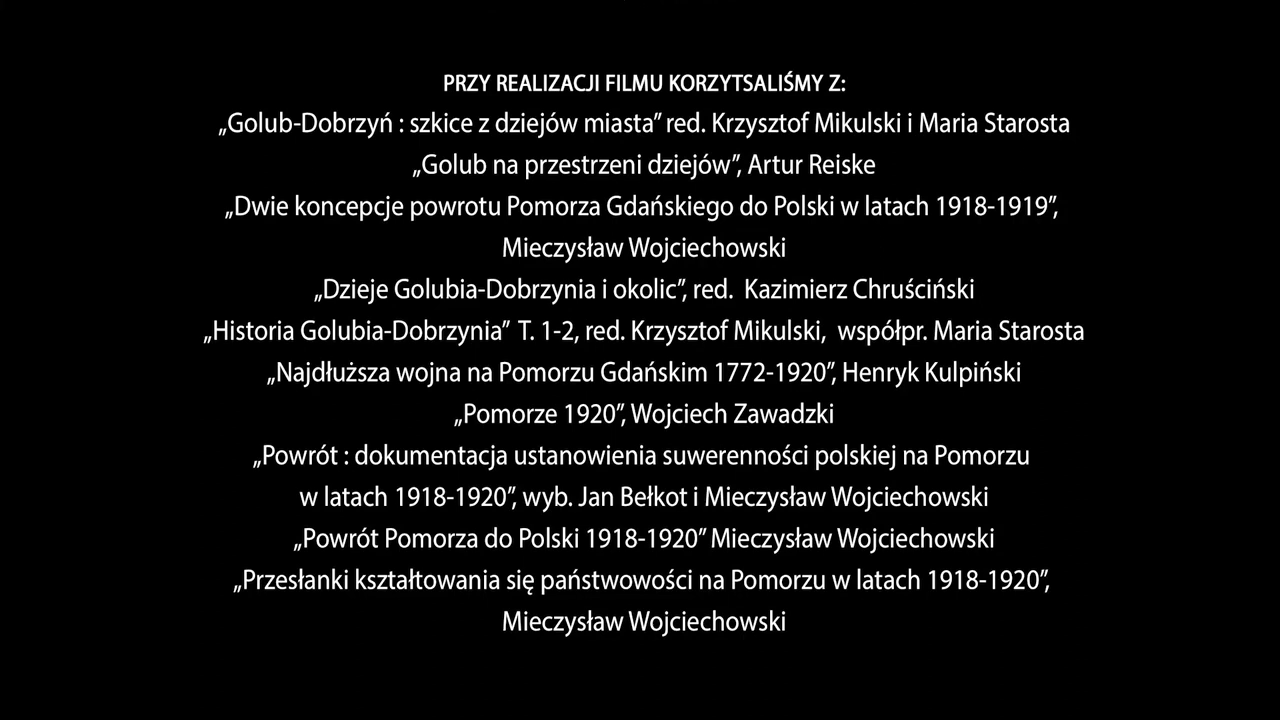 PRZY REALIZACJI FILMU KORZYTSALIŚMY Z:
„Golub-Dobrzyń : szkice z dziejów miasta” red. Krzysztof Mikulski i Maria Starosta
„Golub na przestrzeni dziejów”, Artur Reiske
„Dwie koncepcje powrotu Pomorza Gdańskiego do Polski w latach 1918-1919”,
Mieczysław Wojciechowski
„Dzieje Golubia-Dobrzynia i okolic”, red.  Kazimierz Chruściński
„Historia Golubia-Dobrzynia”  T. 1-2, red. Krzysztof Mikulski,  współpr. Maria Starosta
„Najdłuższa wojna na Pomorzu Gdańskim 1772-1920”, Henryk Kulpiński
„Pomorze 1920”, Wojciech Zawadzki
„Powrót : dokumentacja ustanowienia suwerenności polskiej na Pomorzu
w latach 1918-1920”, wyb. Jan Bełkot i Mieczysław Wojciechowski
„Powrót Pomorza do Polski 1918-1920” Mieczysław Wojciechowski
„Przesłanki kształtowania się państwowości na Pomorzu w latach 1918-1920”,
Mieczysław Wojciechowski